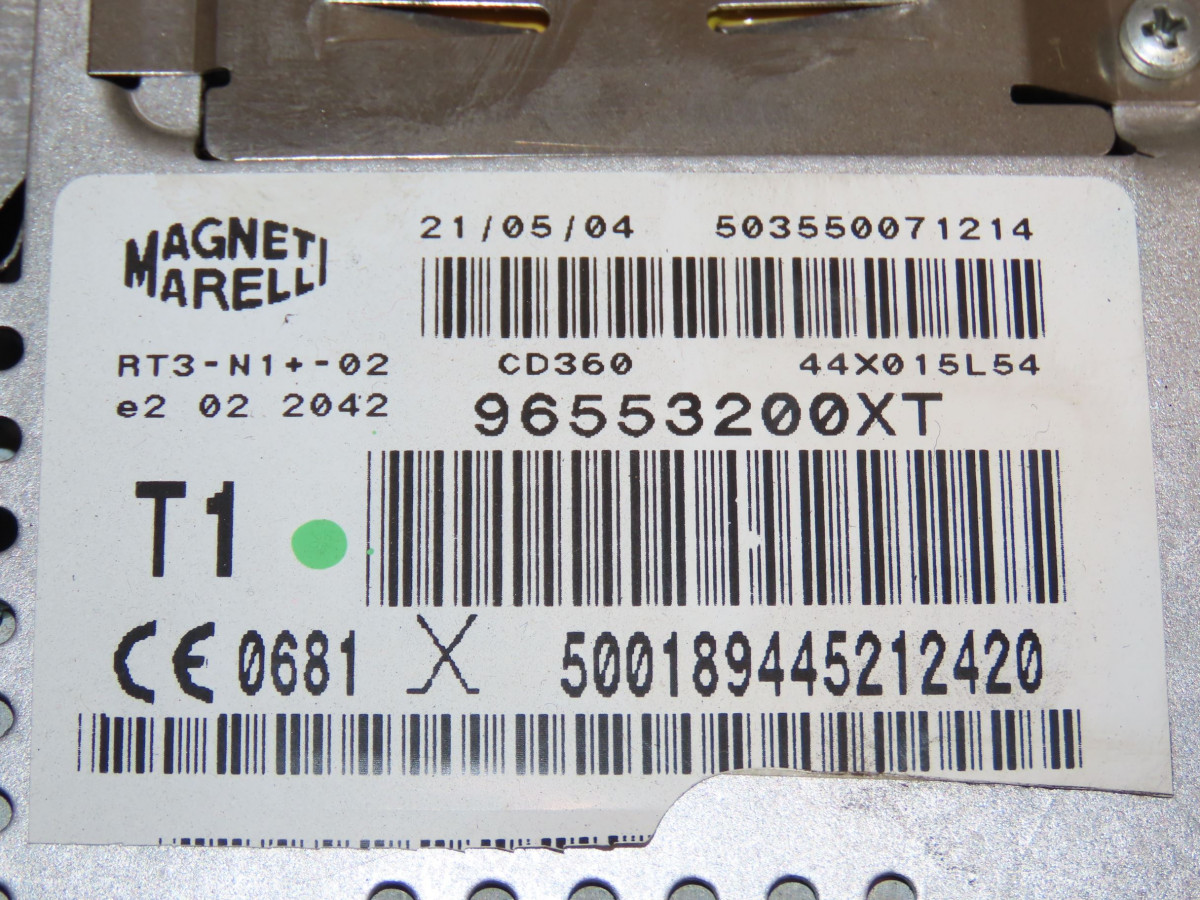 MAGNETI
MARELLI
21/05/04 503550071214
RT3-N1+-02 CD360 44X015L54
e2 02 2042 96553200XT
T1
CE 0681 500189445212420